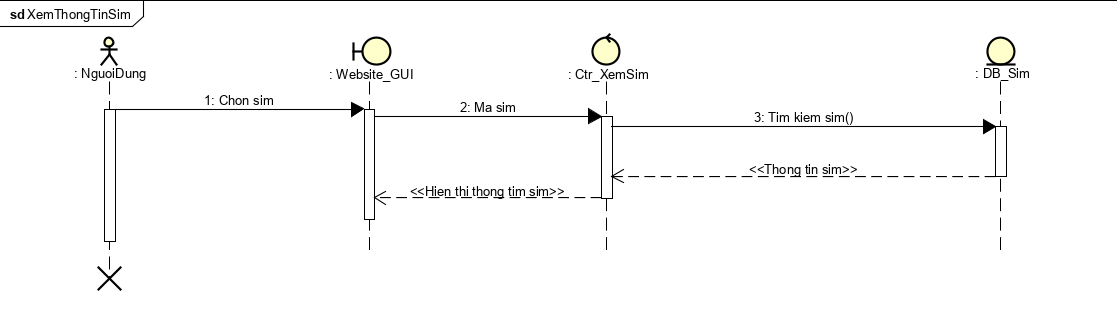 sd XemThongTinSim
: NguoiDung
: Website_GUI
: Ctr_XemSim
: DB_Sim
1: Chon sim
2: Ma sim
3: Tim kiem sim()
<<Thong tin sim>>
<<Hien thi thong tim sim>>